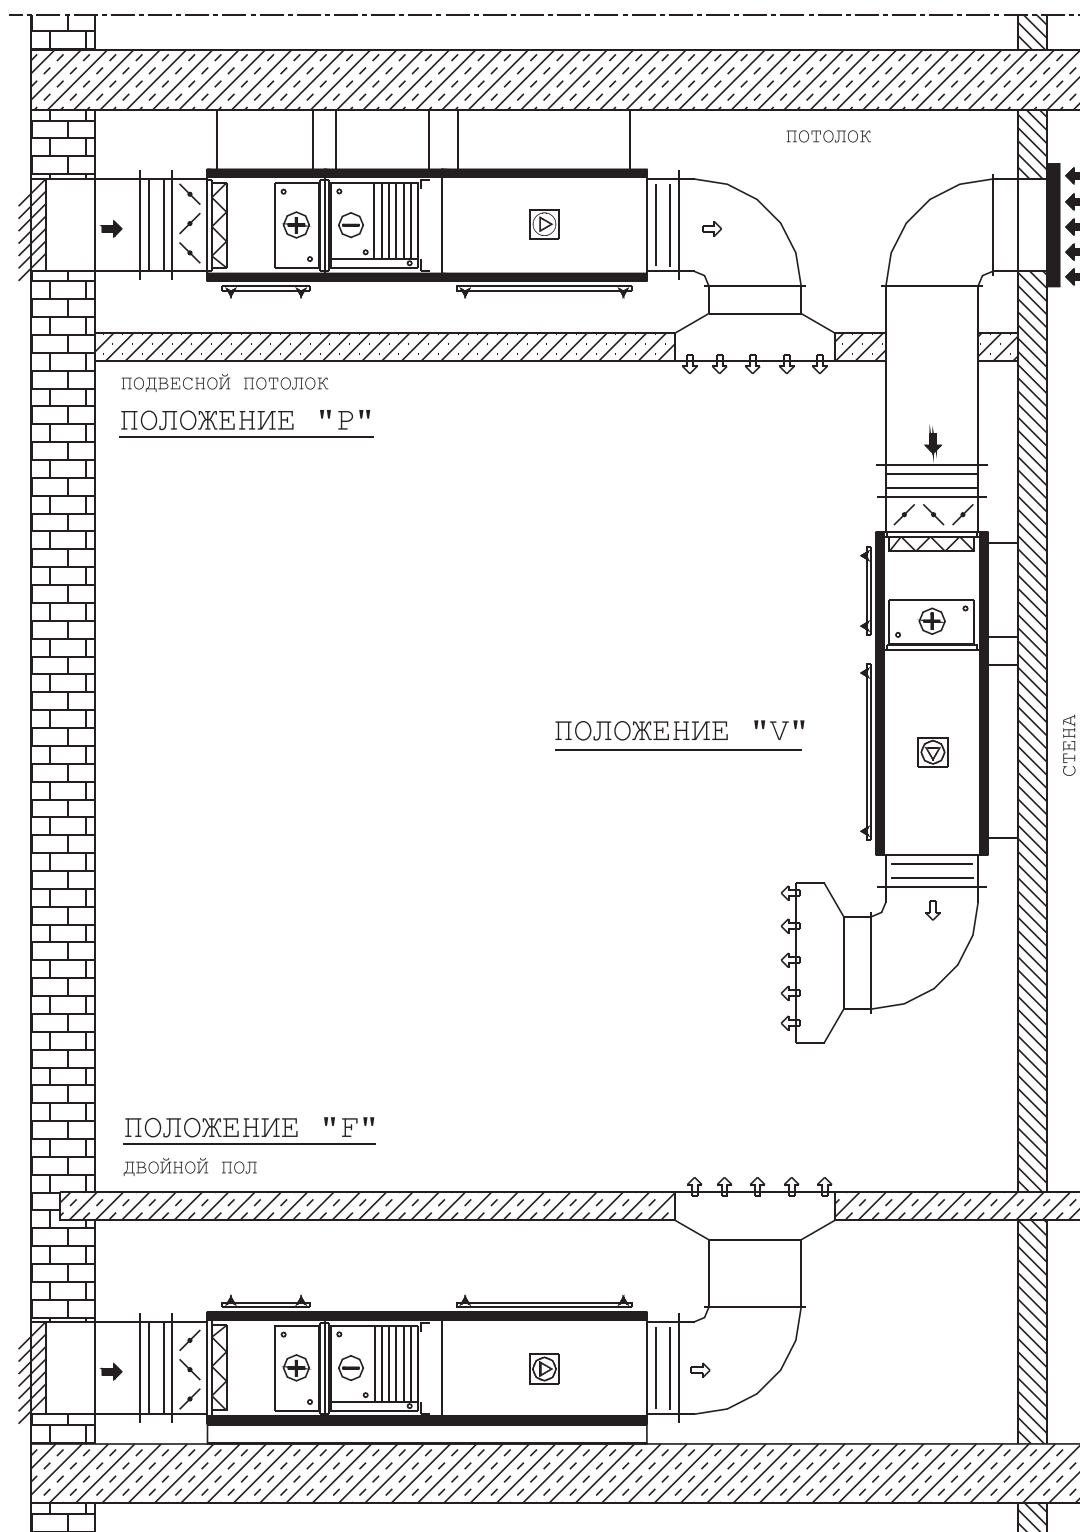 ПОТОЛОК
ПОДВЕСНОЙ ПОТОЛОК
ПОЛОЖЕНИЕ "P"
ПОЛОЖЕНИЕ "V"
СТЕНА
ПОЛОЖЕНИЕ "F"
ДВОЙНОЙ ПОЛ